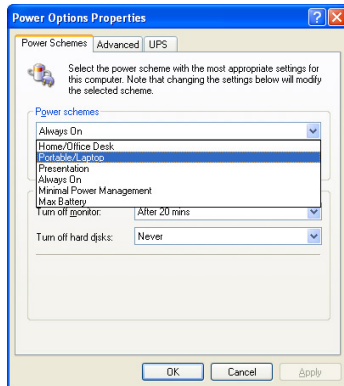 Power Options Properties
Power Schemes Advanced UPS
Select the power scheme with the most appropriate settings for
this computer. Note that changing the settings below will modify
the selected scheme.
Power schemes
Always On
Home/Office Desk
Portable/Laptop
Presentation
Always On
Minimal Power Management
Max Battery
Turn off monitor: After 20 mins
Turn off hard disks: Never
OK Cancel Apply